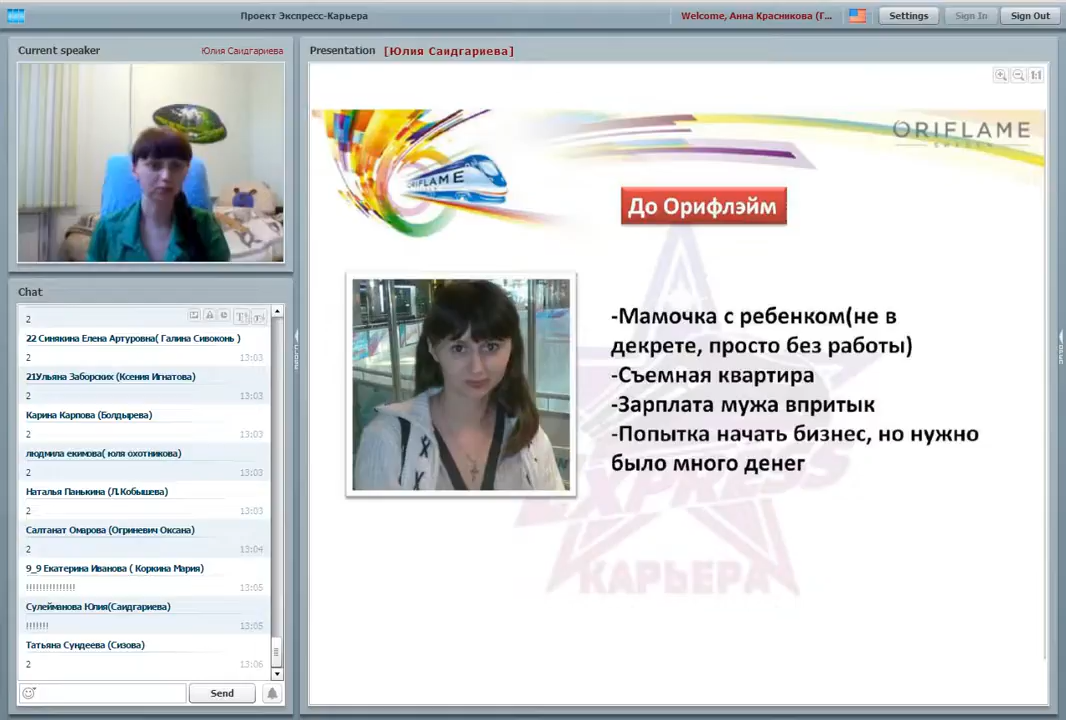 Проект Экспресс-Карьера
Welcome, Анна Красникова (Г...
Settings
Sign In
Sign Out
Current speaker
Юлия Саидгариева
Presentation [Юлия Саидгариева]
1:1
ORIFLAME
SWEDEN
ORIFLAME
До Орифлэйм
-Мамочка с ребенком(не в
декрете, просто без работы)
-Съемная квартира
-Зарплата мужа впритык
-Попытка начать бизнес, но нужно
было много денег
EXPRESS
КАРЬЕРА
Chat
2
22 Синякина Елена Артуровна( Галина Сивоконь )
2 13:03
21Ульяна Заборских (Ксения Игнатова)
2 13:03
Карина Карпова (Болдырева)
2 13:03
людмила екимова( юля охотникова)
2 13:03
Наталья Панькина (Л.Кобышева)
2 13:03
Салтанат Омарова (Огриневич Оксана)
2 13:04
9_9 Екатерина Иванова ( Коркина Мария)
!!!!!!!!!!!!!!! 13:05
Сулейманова Юлия(Саидгариева)
!!!!!!! 13:05
Татьяна Сундеева (Сизова)
2 13:06
Send